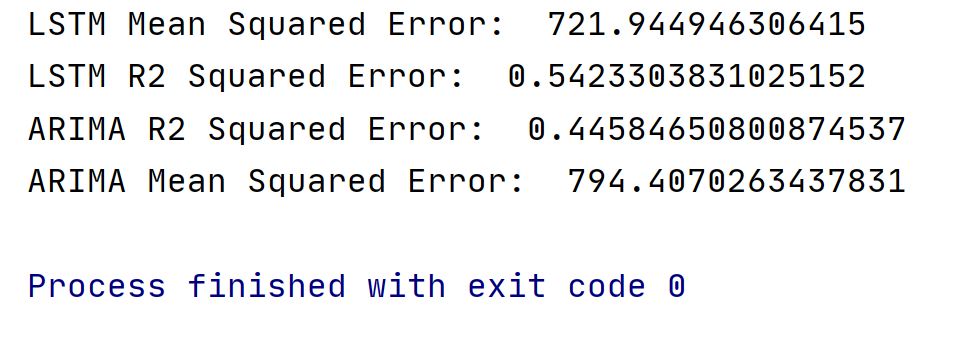 LSTM Mean Squared Error:  721.944946306415
LSTM R2 Squared Error:  0.5423303831025152
ARIMA R2 Squared Error:  0.44584650800874537
ARIMA Mean Squared Error:  794.4070263437831
Process finished with exit code 0